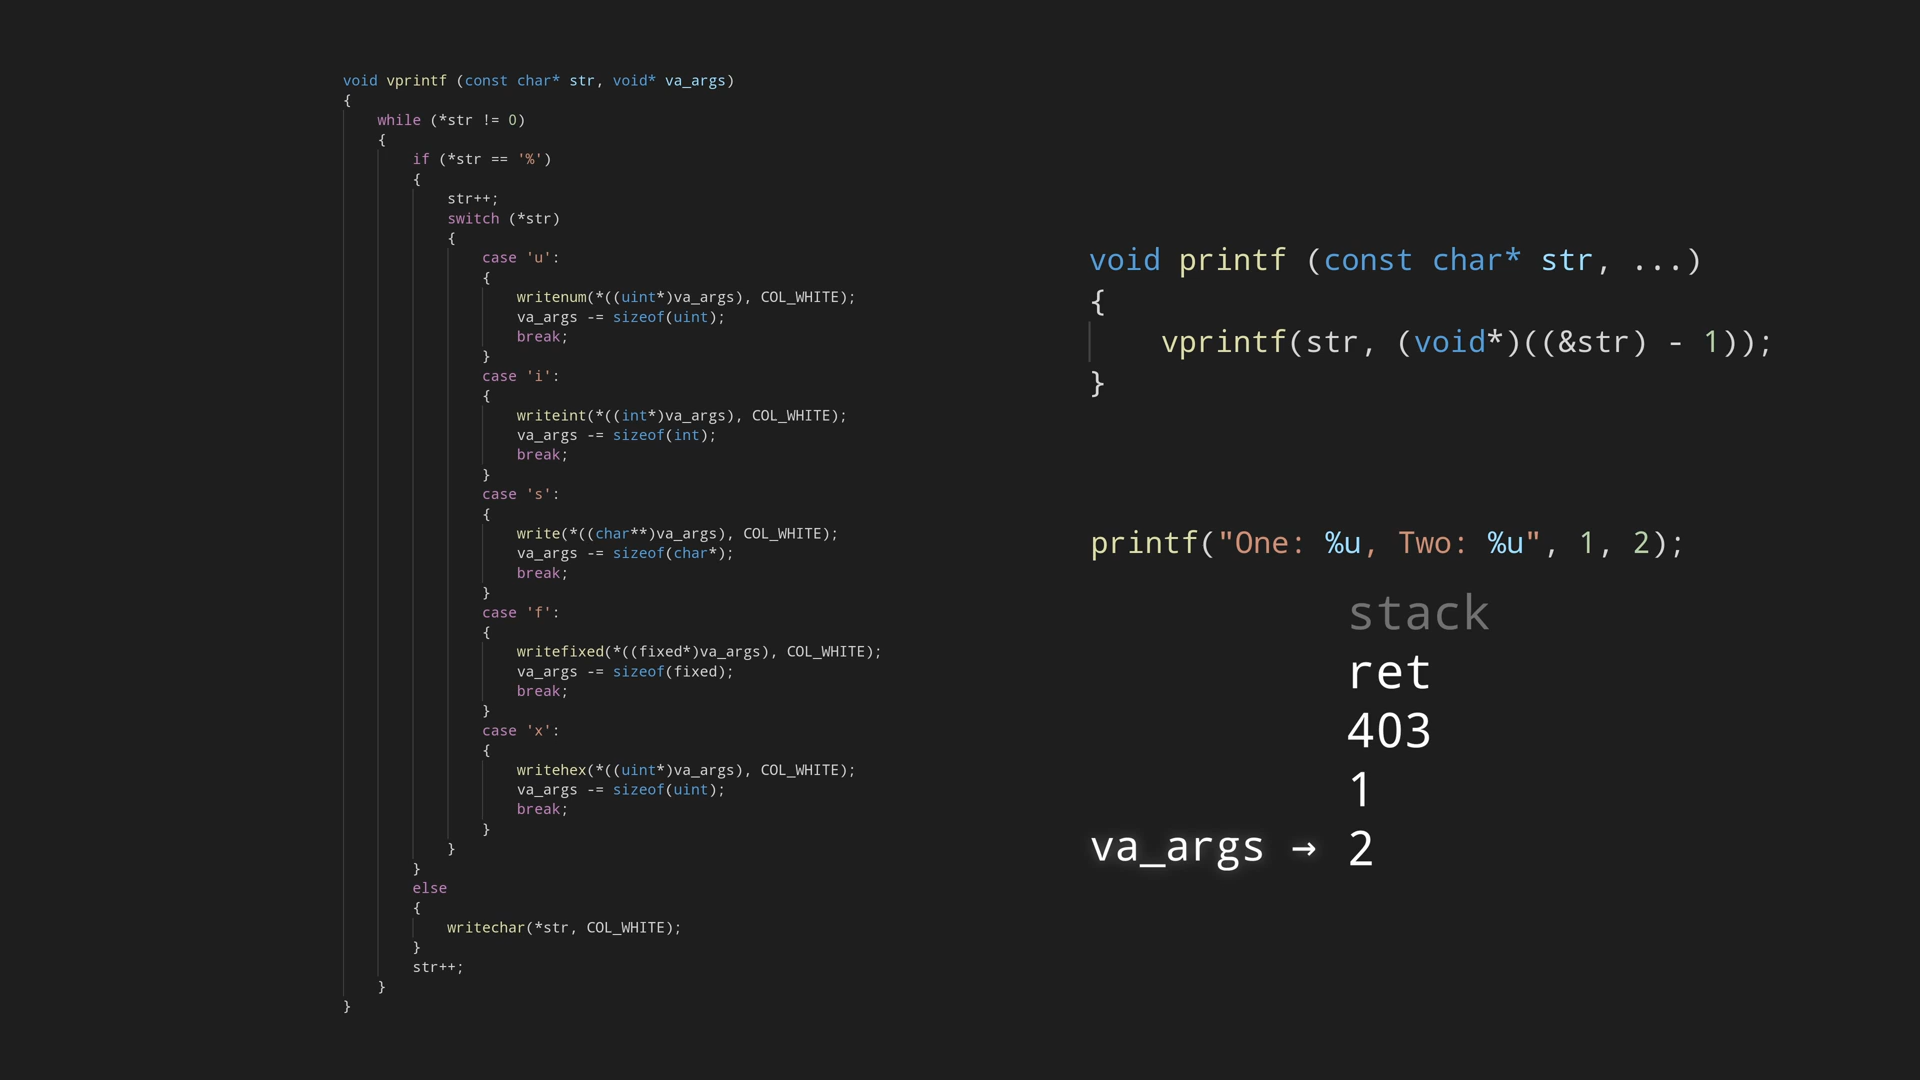 void vprintf (const char* str, void* va_args)
{
    while (*str != 0)
    {
        if (*str == '%')
        {
            str++;
            switch (*str)
            {
                case 'u':
                {
                    writenum(*((uint*)va_args), COL_WHITE);
                    va_args -= sizeof(uint);
                    break;
                }
                case 'i':
                {
                    writeint(*((int*)va_args), COL_WHITE);
                    va_args -= sizeof(int);
                    break;
                }
                case 's':
                {
                    write(*((char**)va_args), COL_WHITE);
                    va_args -= sizeof(char*);
                    break;
                }
                case 'f':
                {
                    writefixed(*((fixed*)va_args), COL_WHITE);
                    va_args -= sizeof(fixed);
                    break;
                }
                case 'x':
                {
                    writehex(*((uint*)va_args), COL_WHITE);
                    va_args -= sizeof(uint);
                    break;
                }
            }
        }
        else
        {
            writechar(*str, COL_WHITE);
        }
        str++;
    }
}
void printf (const char* str, ...)
{
    vprintf(str, (void*)((&str) - 1));
}
printf("One: %u, Two: %u", 1, 2);
stack
ret
403
1
va_args → 2